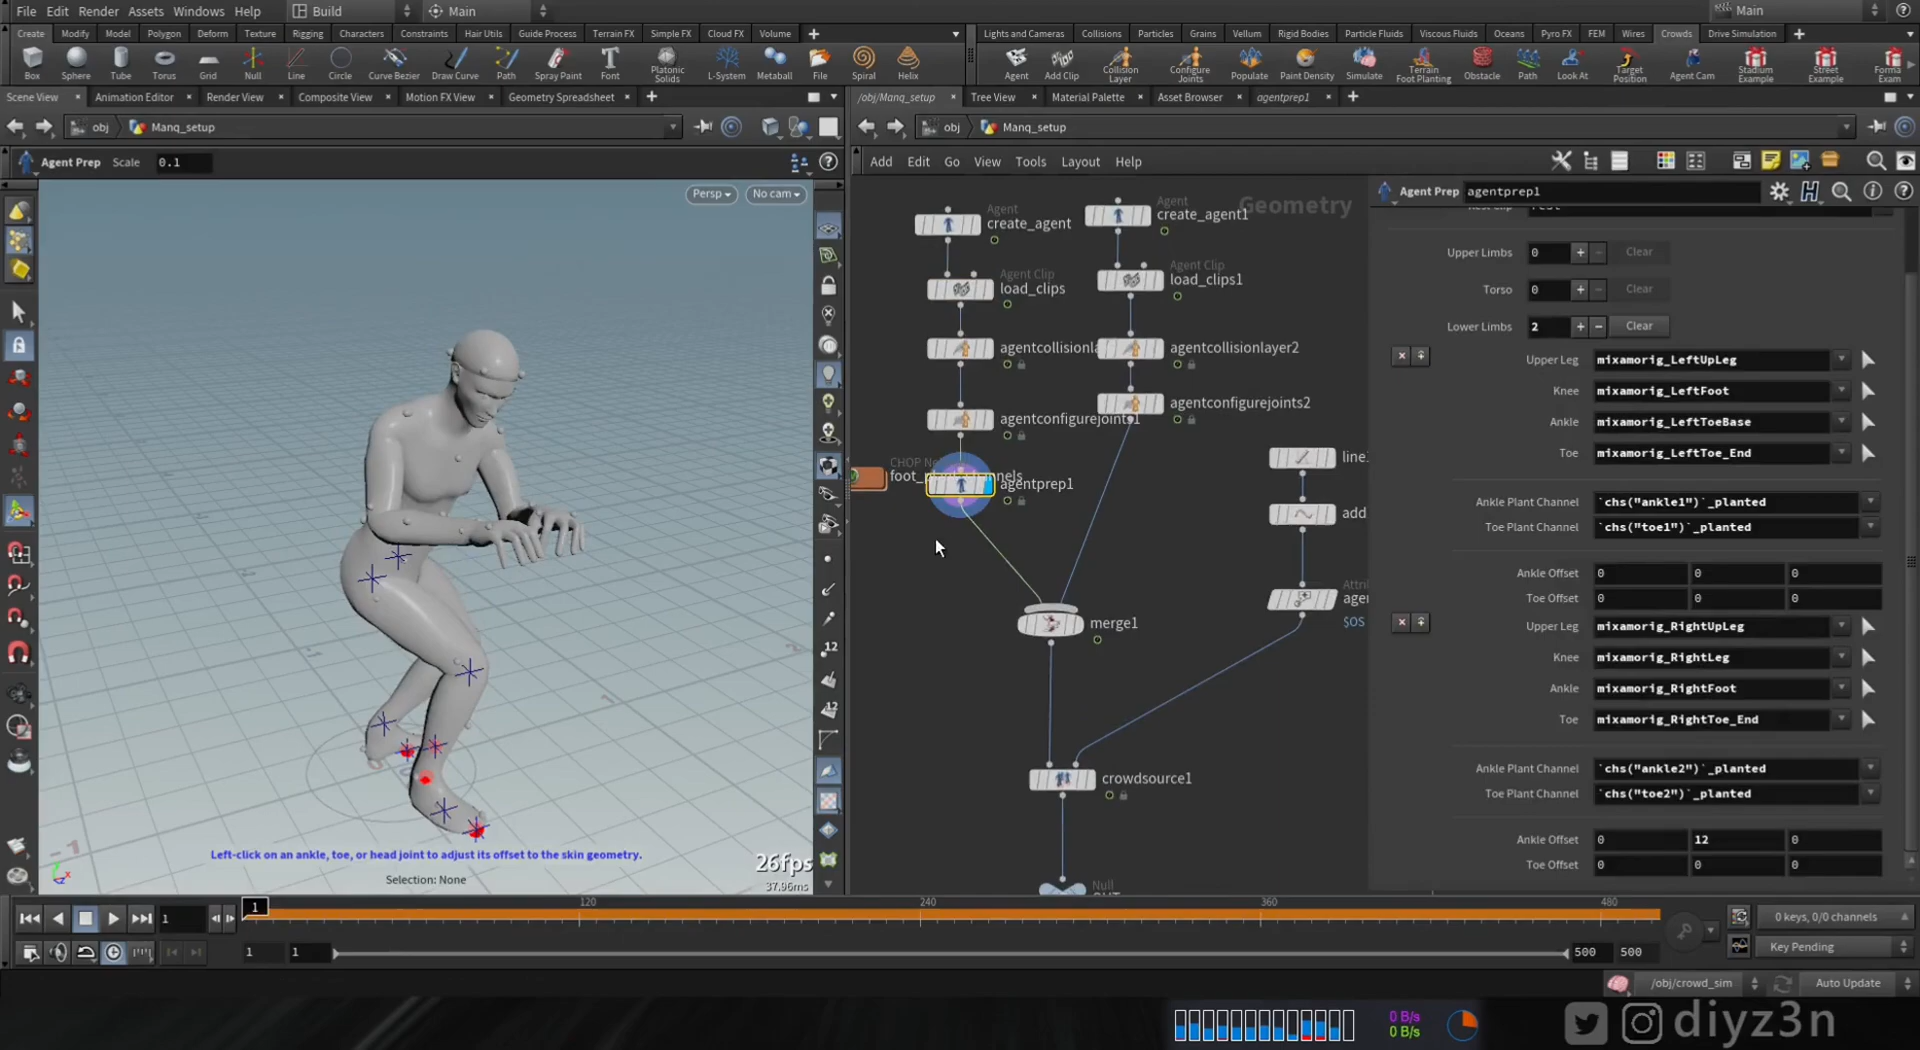 File Edit Render Assets Windows Help Build Main Main
Create Modify Model Polygon Deform Texture Rigging Characters Constraints Hair Utils Guide Process Terrain FX Simple FX Cloud FX Volume
Lights and Cameras Collisions Particles Grains Vellum Rigid Bodies Particle Fluids Viscous Fluids Oceans Pyro FX FEM Wires Crowds Drive Simulation
Box Sphere Tube Torus Grid Null Line Circle Curve Bezier Draw Curve Path Spray Paint Font Platonic Solids L-System Metaball File Spiral Helix
Agent Add Clip Collision Layer Configure Joints Populate Paint Density Simulate Terrain Foot Planting Obstacle Path Look At Target Position Agent Cam Stadium Example Street Example Forma Exam
Scene View Animation Editor Render View Composite View Motion FX View Geometry Spreadsheet
/obj/Manq_setup Tree View Material Palette Asset Browser agentprep1
obj Manq_setup
obj Manq_setup
Agent Prep Scale 0.1
Add Edit Go View Tools Layout Help
Persp No cam
Geometry
Agent
create_agent
Agent
create_agent1
Agent Clip
load_clips
Agent Clip
load_clips1
agentcollisionla
agentcollisionlayer2
agentconfigurejoints1
agentconfigurejoints2
CHOP Ne
agentprep1
line
add
age
$OS
merge1
crowdsource1
Null
Agent Prep agentprep1
Upper Limbs 0 + - Clear
Torso 0 + - Clear
Lower Limbs 2 + - Clear
Upper Leg mixamorig_LeftUpLeg
Knee mixamorig_LeftFoot
Ankle mixamorig_LeftToeBase
Toe mixamorig_LeftToe_End
Ankle Plant Channel `chs("ankle1")`_planted
Toe Plant Channel `chs("toe1")`_planted
Ankle Offset 0 0 0
Toe Offset 0 0 0
Upper Leg mixamorig_RightUpLeg
Knee mixamorig_RightLeg
Ankle mixamorig_RightFoot
Toe mixamorig_RightToe_End
Ankle Plant Channel `chs("ankle2")`_planted
Toe Plant Channel `chs("toe2")`_planted
Ankle Offset 0 12 0
Toe Offset 0 0 0
12
12
-1
Left-click on an ankle, toe, or head joint to adjust its offset to the skin geometry.
26fps
37.96ms
Selection: None
1 1 120 240 360 480
0 keys, 0/0 channels
1 1 500 500
Key Pending
/obj/crowd_sim Auto Update
0 B/s
0 B/s
diyz3n